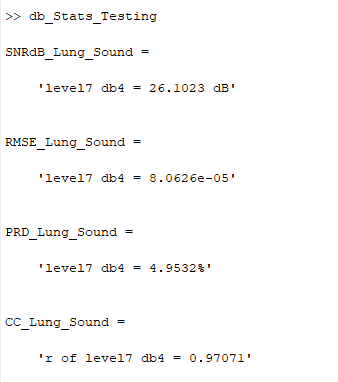 >> db_Stats_Testing
SNRdB_Lung_Sound =
'level7 db4 = 26.1023 dB'
RMSE_Lung_Sound =
'level7 db4 = 8.0626e-05'
PRD_Lung_Sound =
'level7 db4 = 4.9532%'
CC_Lung_Sound =
'r of level7 db4 = 0.97071'